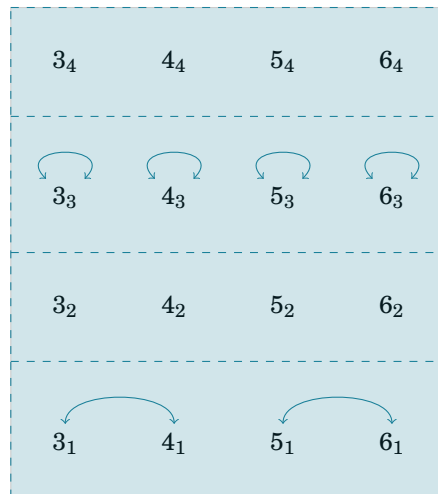 3₄ 4₄ 5₄ 6₄
3₃ 4₃ 5₃ 6₃
3₂ 4₂ 5₂ 6₂
3₁ 4₁ 5₁ 6₁